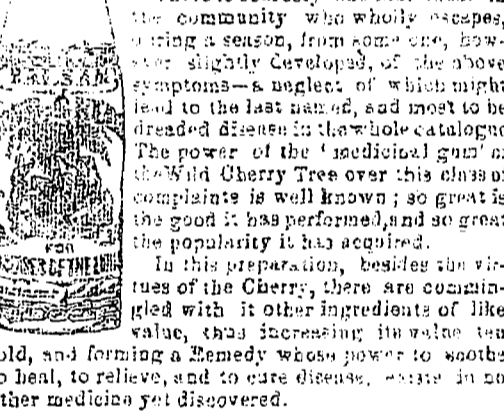 BALSAM
FOR
the community who wholly escapes,
during a season, from some one, how-
ever slightly developed, of the above
symptoms—a neglect of which might
lead to the last named, and most to be
dreaded disease in the whole catalogue
The power of the 'medicinal gum' o
the Wild Cherry Tree over this class o
complaints is well known; so great is
the good it has performed, and so great
the popularity it has acquired.
In this preparation, besides the vir-
tues of the Cherry, there are commin-
gled with it other ingredients of like
value, thus increasing its value ten
old, and forming a Remedy whose power to soothe
o heal, to relieve, and to cure disease, exists in no
ther medicine yet discovered.